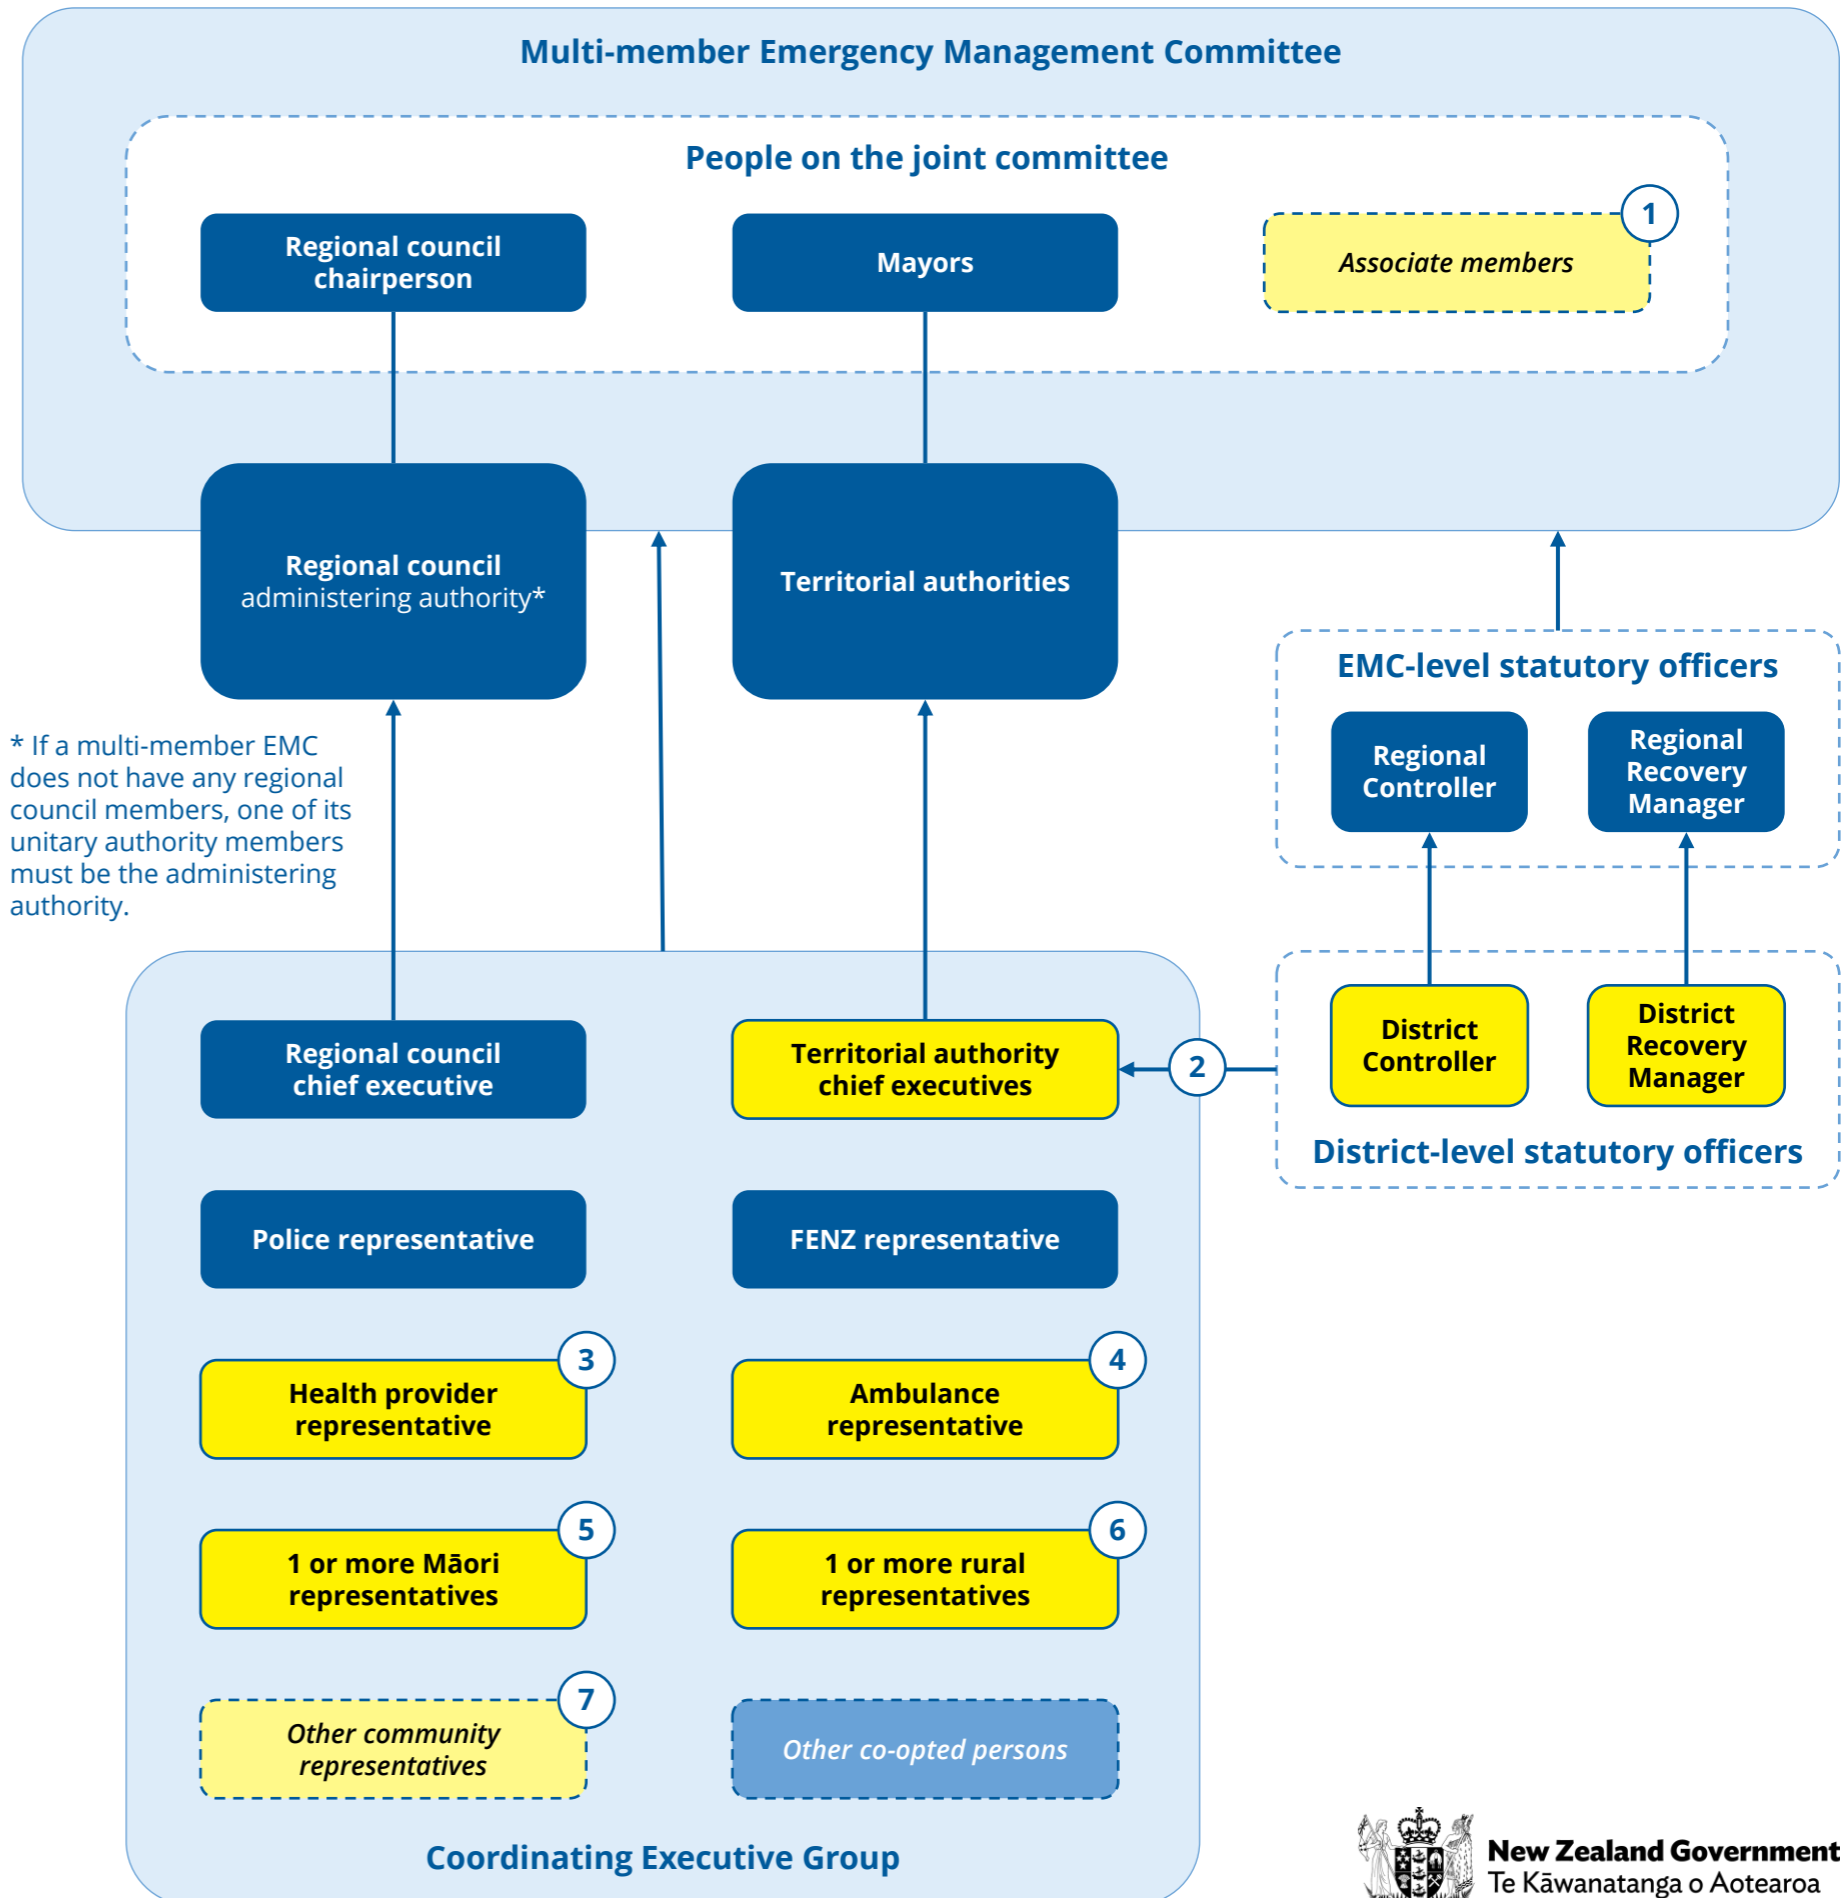 Multi-member Emergency Management Committee
People on the joint committee
Regional council
chairperson
Mayors
1
Associate members
Regional council
administering authority*
Territorial authorities
EMC-level statutory officers
Regional
Controller
Regional
Recovery
Manager
* If a multi-member EMC
does not have any regional
council members, one of its
unitary authority members
must be the administering
authority.
Regional council
chief executive
Territorial authority
chief executives
2
District
Controller
District
Recovery
Manager
District-level statutory officers
Police representative
FENZ representative
3
Health provider
representative
4
Ambulance
representative
5
1 or more Māori
representatives
6
1 or more rural
representatives
7
Other community
representatives
Other co-opted persons
Coordinating Executive Group
New Zealand Government
Te Kāwanatanga o Aotearoa